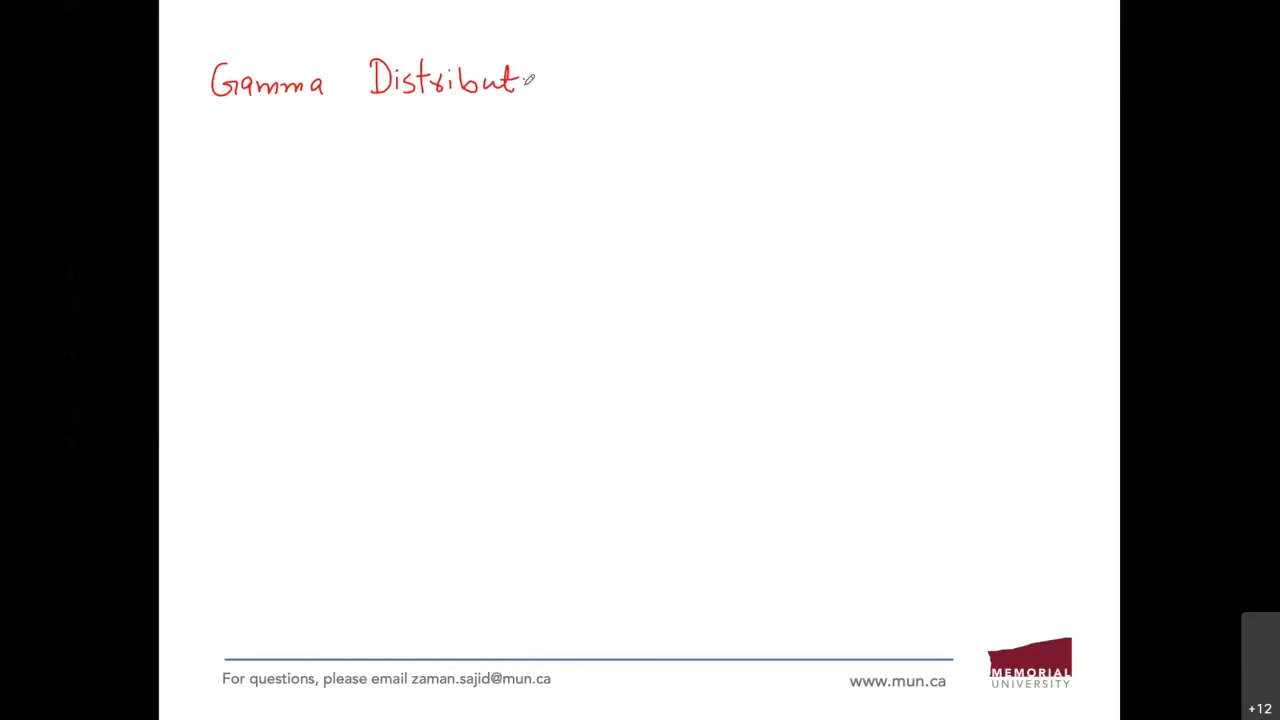 Gamma Distribut
For questions, please email zaman.sajid@mun.ca
www.mun.ca
MEMORIAL
UNIVERSITY
+12